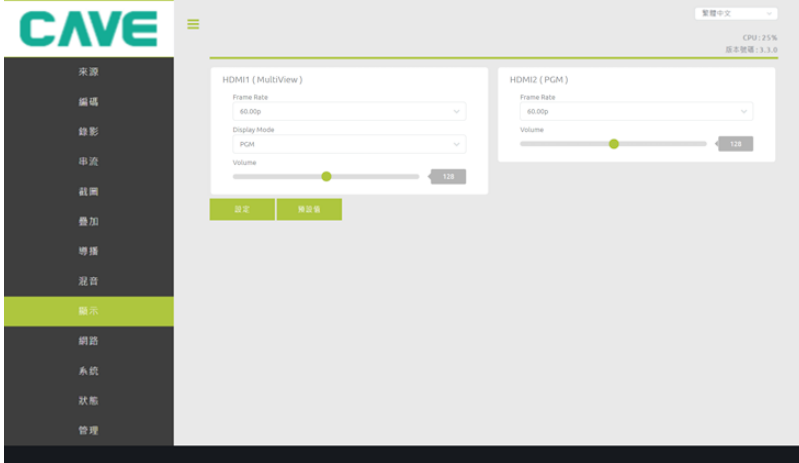 CAVE
繁體中文
CPU : 25%
版本號碼 : 3.3.0
來源
編碼
錄影
串流
截圖
疊加
導播
混音
顯示
網路
系統
狀態
管理
HDMI1 ( MultiView )
Frame Rate
60.00p
Display Mode
PGM
Volume
128
HDMI2 ( PGM )
Frame Rate
60.00p
Volume
128
設定
預設值